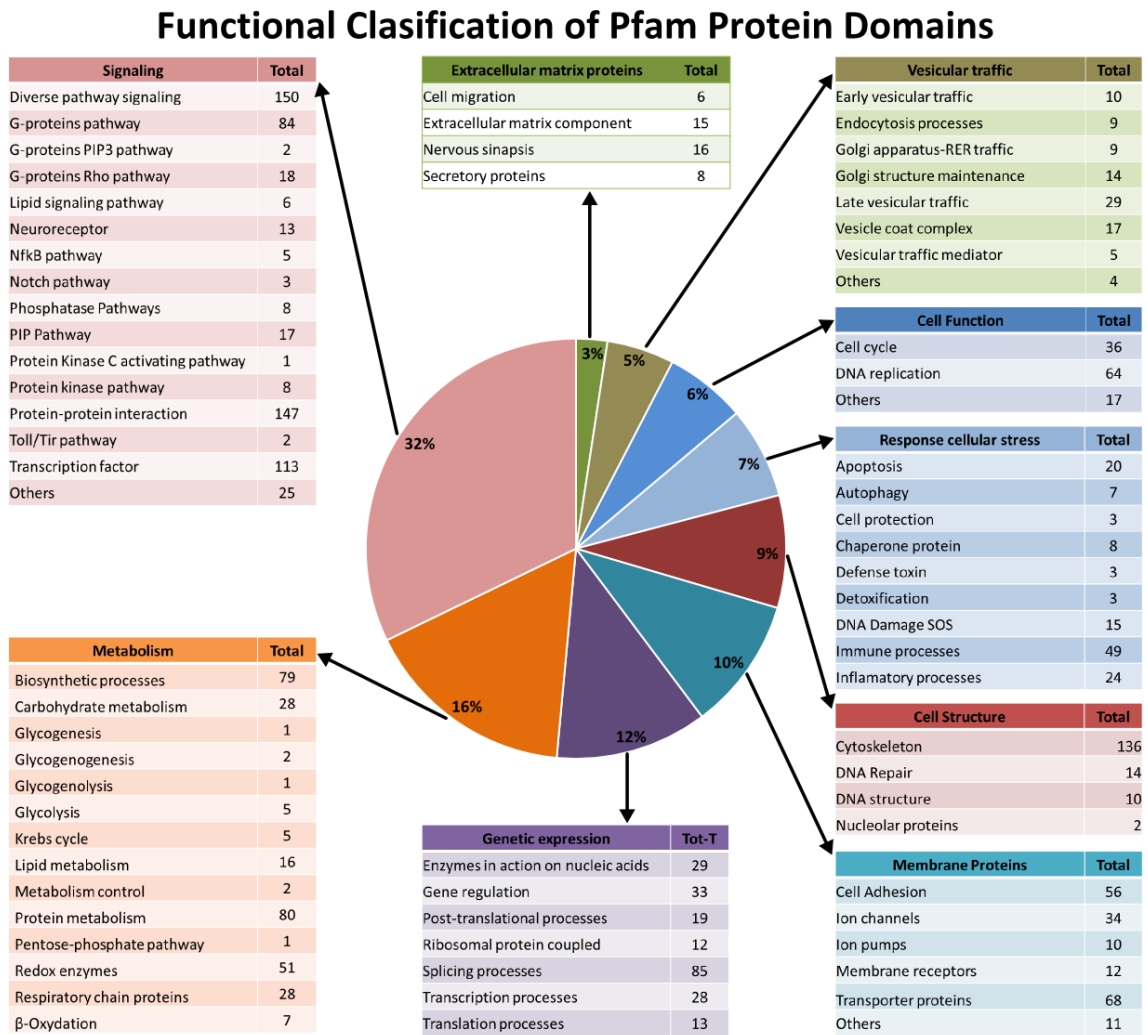 Functional Clasification of Pfam Protein Domains
Signaling Total
Diverse pathway signaling 150
G-proteins pathway 84
G-proteins PIP3 pathway 2
G-proteins Rho pathway 18
Lipid signaling pathway 6
Neuroreceptor 13
NfkB pathway 5
Notch pathway 3
Phosphatase Pathways 8
PIP Pathway 17
Protein Kinase C activating pathway 1
Protein kinase pathway 8
Protein-protein interaction 147
Toll/Tir pathway 2
Transcription factor 113
Others 25
Extracellular matrix proteins Total
Cell migration 6
Extracellular matrix component 15
Nervous sinapsis 16
Secretory proteins 8
Vesicular traffic Total
Early vesicular traffic 10
Endocytosis processes 9
Golgi apparatus-RER traffic 9
Golgi structure maintenance 14
Late vesicular traffic 29
Vesicle coat complex 17
Vesicular traffic mediator 5
Others 4
Cell Function Total
Cell cycle 36
DNA replication 64
Others 17
Response cellular stress Total
Apoptosis 20
Autophagy 7
Cell protection 3
Chaperone protein 8
Defense toxin 3
Detoxification 3
DNA Damage SOS 15
Immune processes 49
Inflamatory processes 24
3%
5%
6%
7%
9%
10%
12%
16%
32%
Metabolism Total
Biosynthetic processes 79
Carbohydrate metabolism 28
Glycogenesis 1
Glycogenogenesis 2
Glycogenolysis 1
Glycolysis 5
Krebs cycle 5
Lipid metabolism 16
Metabolism control 2
Protein metabolism 80
Pentose-phosphate pathway 1
Redox enzymes 51
Respiratory chain proteins 28
β-Oxydation 7
Genetic expression Tot-T
Enzymes in action on nucleic acids 29
Gene regulation 33
Post-translational processes 19
Ribosomal protein coupled 12
Splicing processes 85
Transcription processes 28
Translation processes 13
Cell Structure Total
Cytoskeleton 136
DNA Repair 14
DNA structure 10
Nucleolar proteins 2
Membrane Proteins Total
Cell Adhesion 56
Ion channels 34
Ion pumps 10
Membrane receptors 12
Transporter proteins 68
Others 11